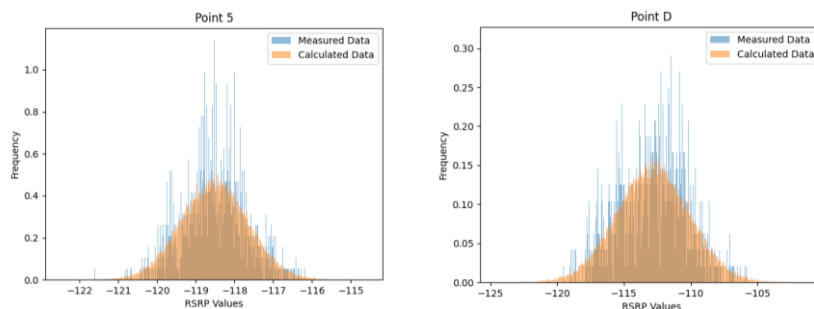 Point 5
Measured Data
Calculated Data
1.0
0.8
0.6
0.4
0.2
0.0
Frequency
−122 −121 −120 −119 −118 −117 −116 −115
RSRP Values
Point D
Measured Data
Calculated Data
0.30
0.25
0.20
0.15
0.10
0.05
0.00
Frequency
−125 −120 −115 −110 −105
RSRP Values